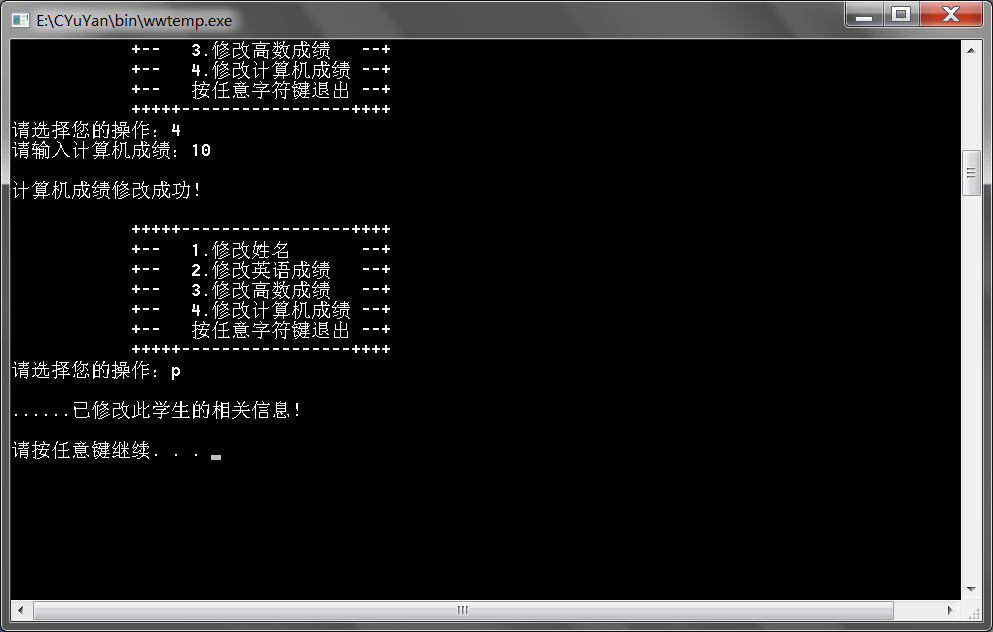 E:\CYuYan\bin\wwtemp.exe
+--   3.修改高数成绩   --+
+--   4.修改计算机成绩 --+
+--   按任意字符键退出 --+
+++++-----------------++++
请选择您的操作：4
请输入计算机成绩：10
计算机成绩修改成功！
+++++-----------------++++
+--   1.修改姓名       --+
+--   2.修改英语成绩   --+
+--   3.修改高数成绩   --+
+--   4.修改计算机成绩 --+
+--   按任意字符键退出 --+
+++++-----------------++++
请选择您的操作：p
......已修改此学生的相关信息！
请按任意键继续. . .